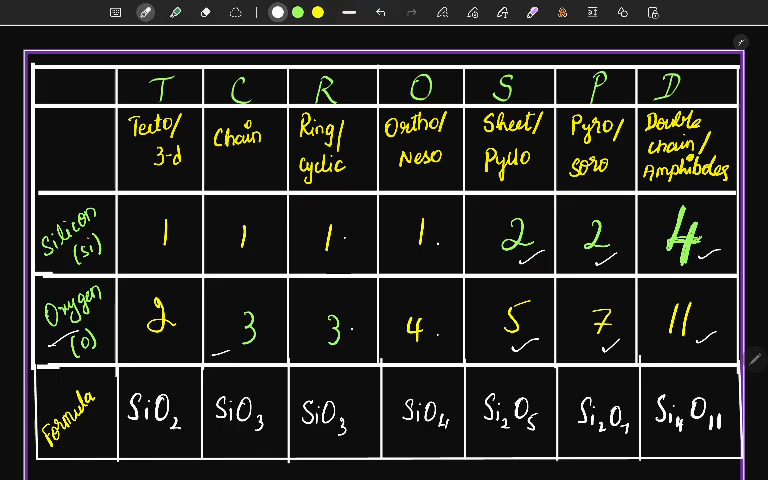 T C R O S P D
Tecto/ Chain Ring/ Ortho/ Sheet/ Pyro/ Double
3-d cyclic Neso Phyllo Soro chain/
Amphiboles
Silicon (Si) 1 1 1 1 2 2 4
Oxygen (O) 2 3 3 4 5 7 11
Formula SiO2 SiO3 SiO3 SiO4 Si2O5 Si2O7 Si4O11